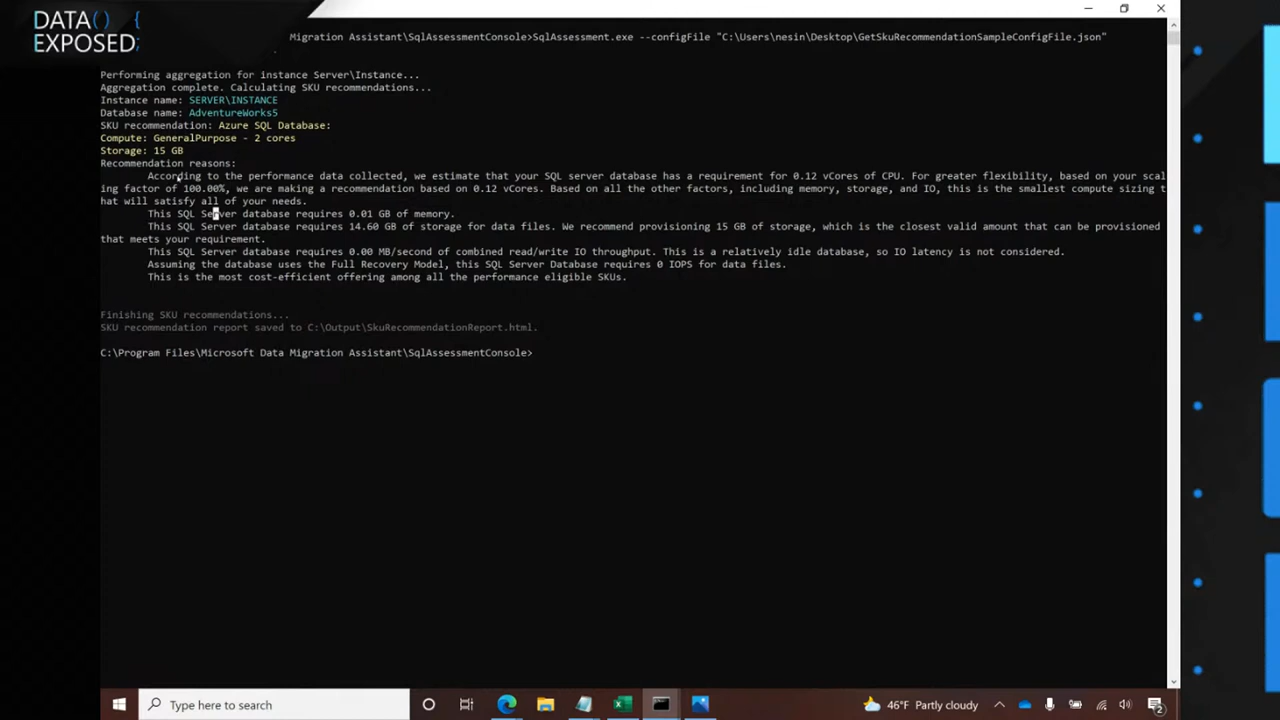 DATA() {
EXPOSED; }
Migration Assistant\SqlAssessmentConsole>SqlAssessment.exe --configFile "C:\Users\nesin\Desktop\GetSkuRecommendationSampleConfigFile.json"
Performing aggregation for instance Server\Instance...
Aggregation complete. Calculating SKU recommendations...
Instance name: SERVER\INSTANCE
Database name: AdventureWorks5
SKU recommendation: Azure SQL Database:
Compute: GeneralPurpose - 2 cores
Storage: 15 GB
Recommendation reasons:
According to the performance data collected, we estimate that your SQL server database has a requirement for 0.12 vCores of CPU. For greater flexibility, based on your scal
ing factor of 100.00%, we are making a recommendation based on 0.12 vCores. Based on all the other factors, including memory, storage, and IO, this is the smallest compute sizing t
hat will satisfy all of your needs.
This SQL Server database requires 0.01 GB of memory.
This SQL Server database requires 14.60 GB of storage for data files. We recommend provisioning 15 GB of storage, which is the closest valid amount that can be provisioned
that meets your requirement.
This SQL Server database requires 0.00 MB/second of combined read/write IO throughput. This is a relatively idle database, so IO latency is not considered.
Assuming the database uses the Full Recovery Model, this SQL Server Database requires 0 IOPS for data files.
This is the most cost-efficient offering among all the performance eligible SKUs.
Finishing SKU recommendations...
SKU recommendation report saved to C:\Output\SkuRecommendationReport.html.
C:\Program Files\Microsoft Data Migration Assistant\SqlAssessmentConsole>
Type here to search
46°F Partly cloudy
2